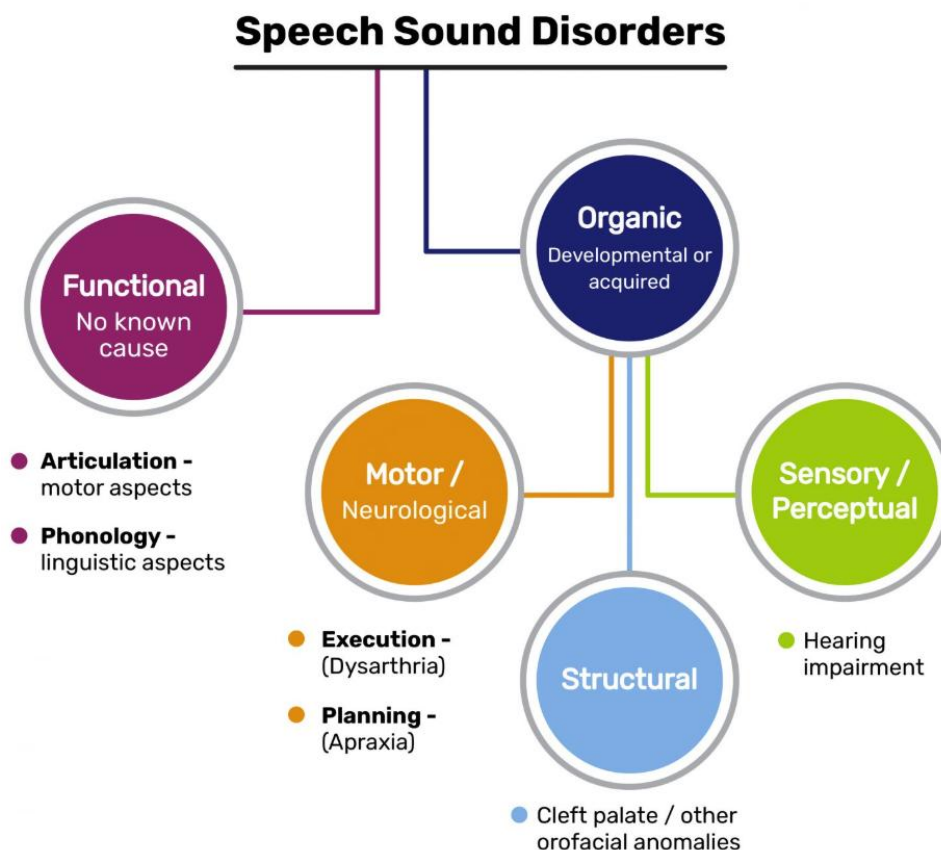 Speech Sound Disorders
Functional
No known
cause
Articulation -
motor aspects
Phonology -
linguistic aspects
Organic
Developmental or
acquired
Motor /
Neurological
Execution -
(Dysarthria)
Planning -
(Apraxia)
Structural
Cleft palate / other
orofacial anomalies
Sensory /
Perceptual
Hearing
impairment